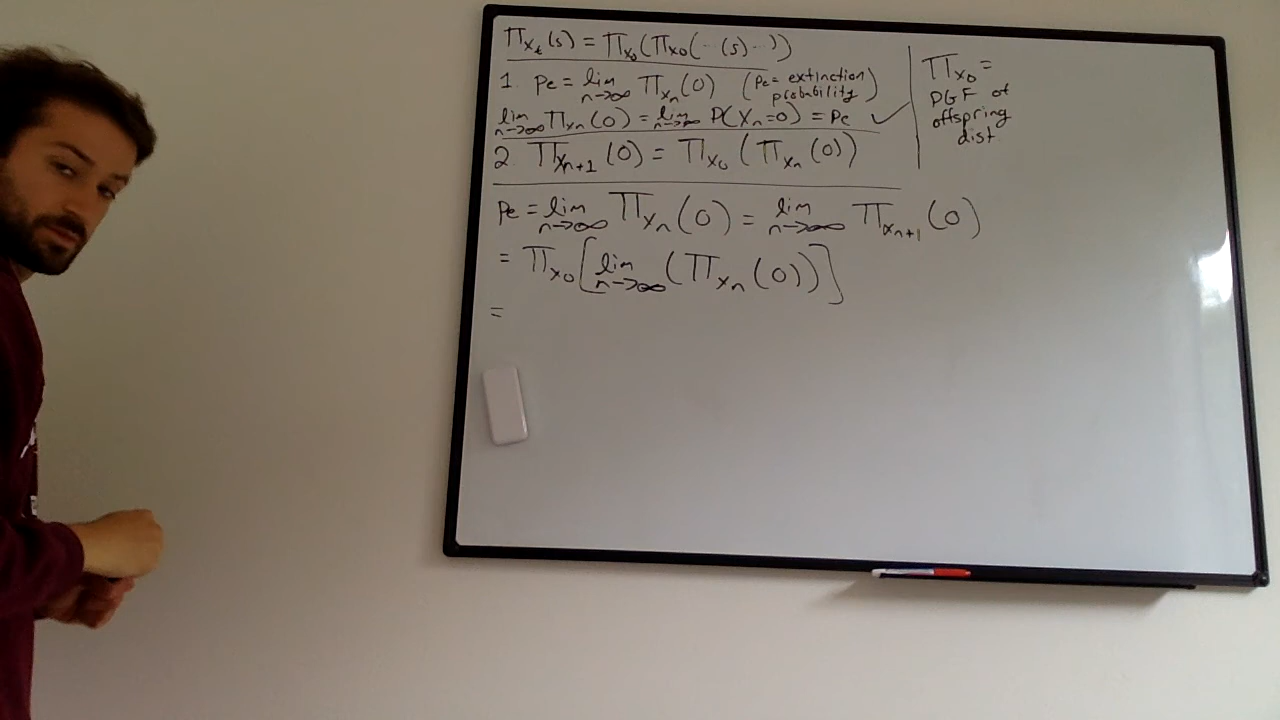 Π_{X_t}(s) = Π_{X_0}(Π_{X_0}(··(s)··))
1 Pe = lim_{n→∞} Π_{X_n}(0) (Pe = extinction probability)
lim_{n→∞} Π_{X_n}(0) = lim_{n→∞} P(X_n=0) = Pe ✓
2. Π_{X_{n+1}}(0) = Π_{X_0}(Π_{X_n}(0))
Pe = lim_{n→∞} Π_{X_n}(0) = lim_{n→∞} Π_{X_{n+1}}(0)
= Π_{X_0}[lim_{n→∞}(Π_{X_n}(0))]
=
Π_{X_0} =
PGF of
offspring
dist